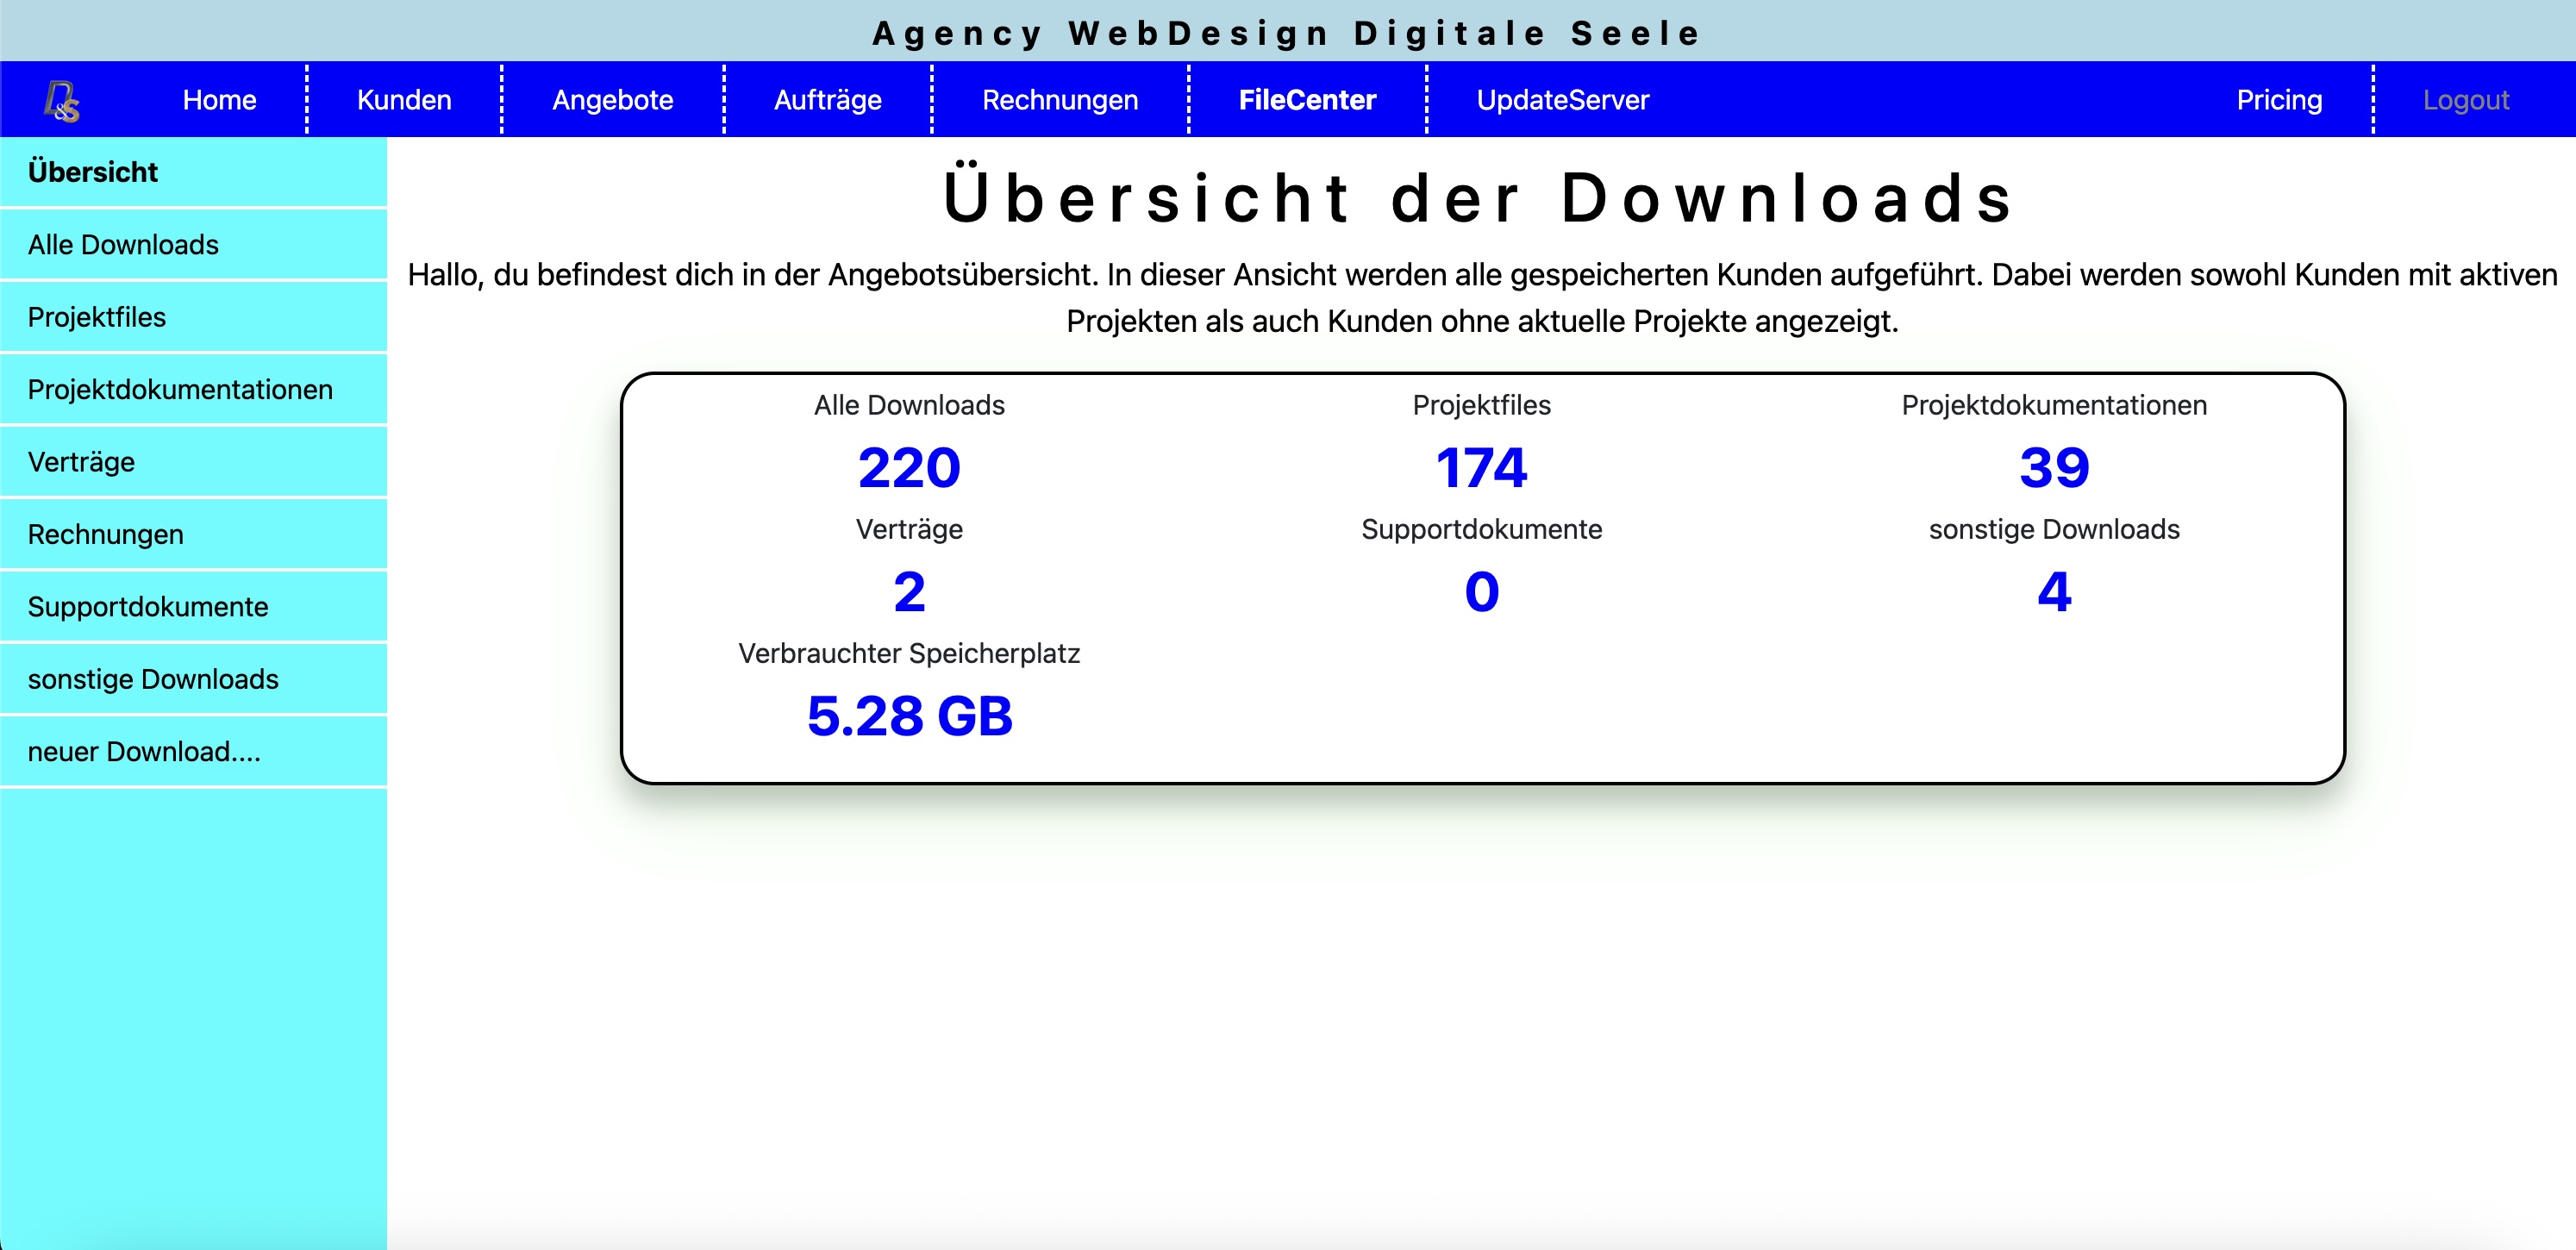 Agency WebDesign Digitale Seele
D&S Home Kunden Angebote Aufträge Rechnungen FileCenter UpdateServer Pricing Logout
Übersicht
Alle Downloads
Projektfiles
Projektdokumentationen
Verträge
Rechnungen
Supportdokumente
sonstige Downloads
neuer Download....
Übersicht der Downloads
Hallo, du befindest dich in der Angebotsübersicht. In dieser Ansicht werden alle gespeicherten Kunden aufgeführt. Dabei werden sowohl Kunden mit aktiven
Projekten als auch Kunden ohne aktuelle Projekte angezeigt.
Alle Downloads Projektfiles Projektdokumentationen
220 174 39
Verträge Supportdokumente sonstige Downloads
2 0 4
Verbrauchter Speicherplatz
5.28 GB